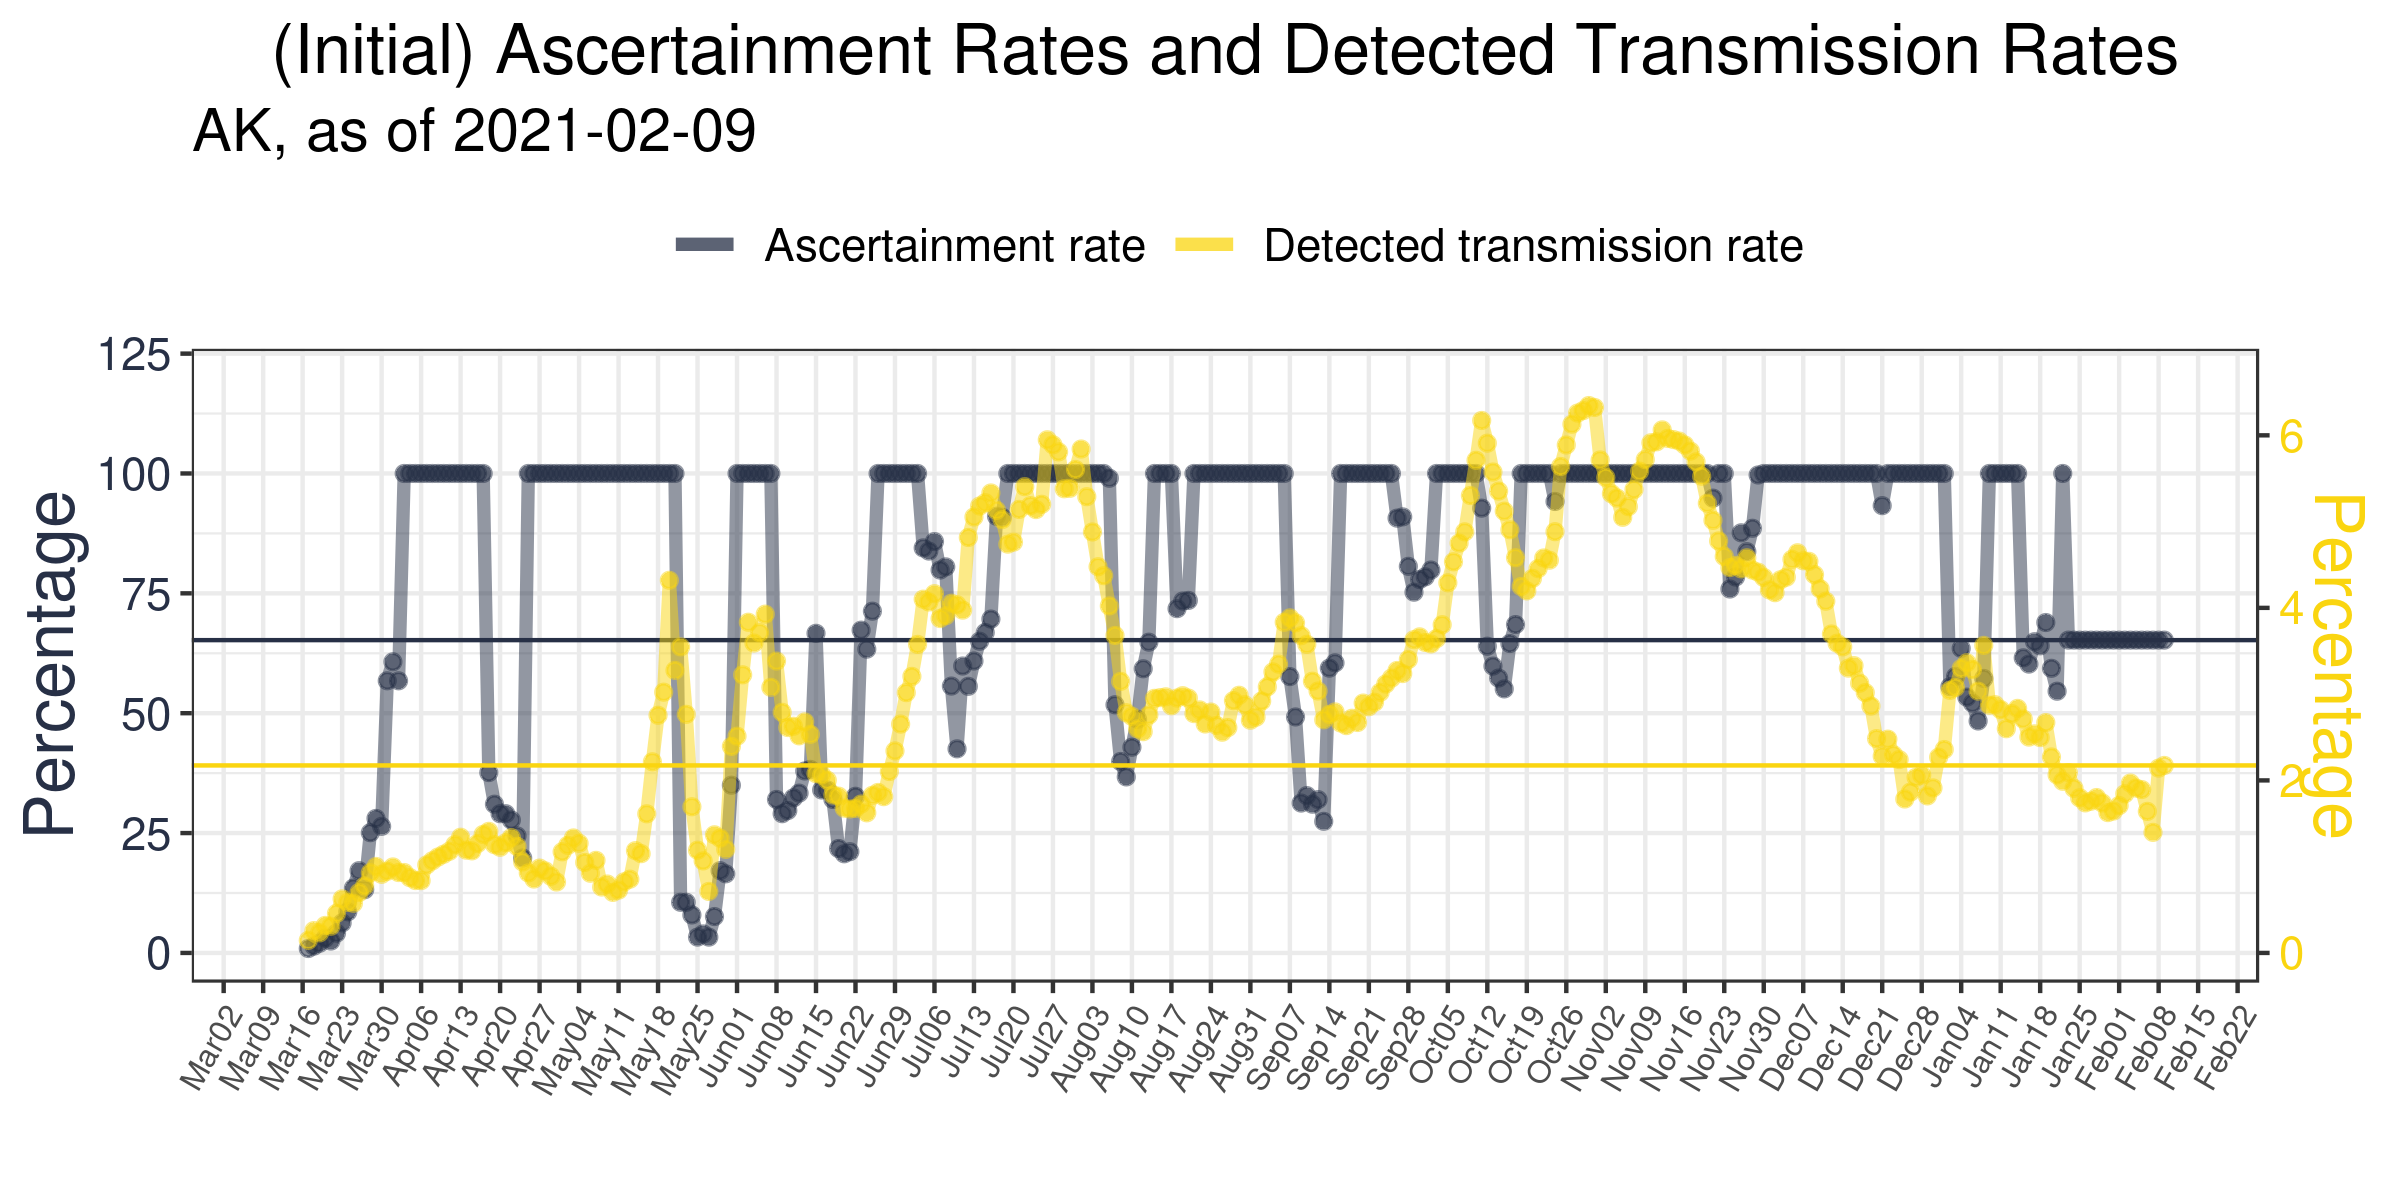 (Initial) Ascertainment Rates and Detected Transmission Rates
AK, as of 2021-02-09
Ascertainment rate Detected transmission rate
125
100
75
50
25
0
Percentage
6
4
2
0
Percentage
Mar02 Mar09 Mar16 Mar23 Mar30 Apr06 Apr13 Apr20 Apr27 May04 May11 May18 May25 Jun01 Jun08 Jun15 Jun22 Jun29 Jul06 Jul13 Jul20 Jul27 Aug03 Aug10 Aug17 Aug24 Aug31 Sep07 Sep14 Sep21 Sep28 Oct05 Oct12 Oct19 Oct26 Nov02 Nov09 Nov16 Nov23 Nov30 Dec07 Dec14 Dec21 Dec28 Jan04 Jan11 Jan18 Jan25 Feb01 Feb08 Feb15 Feb22